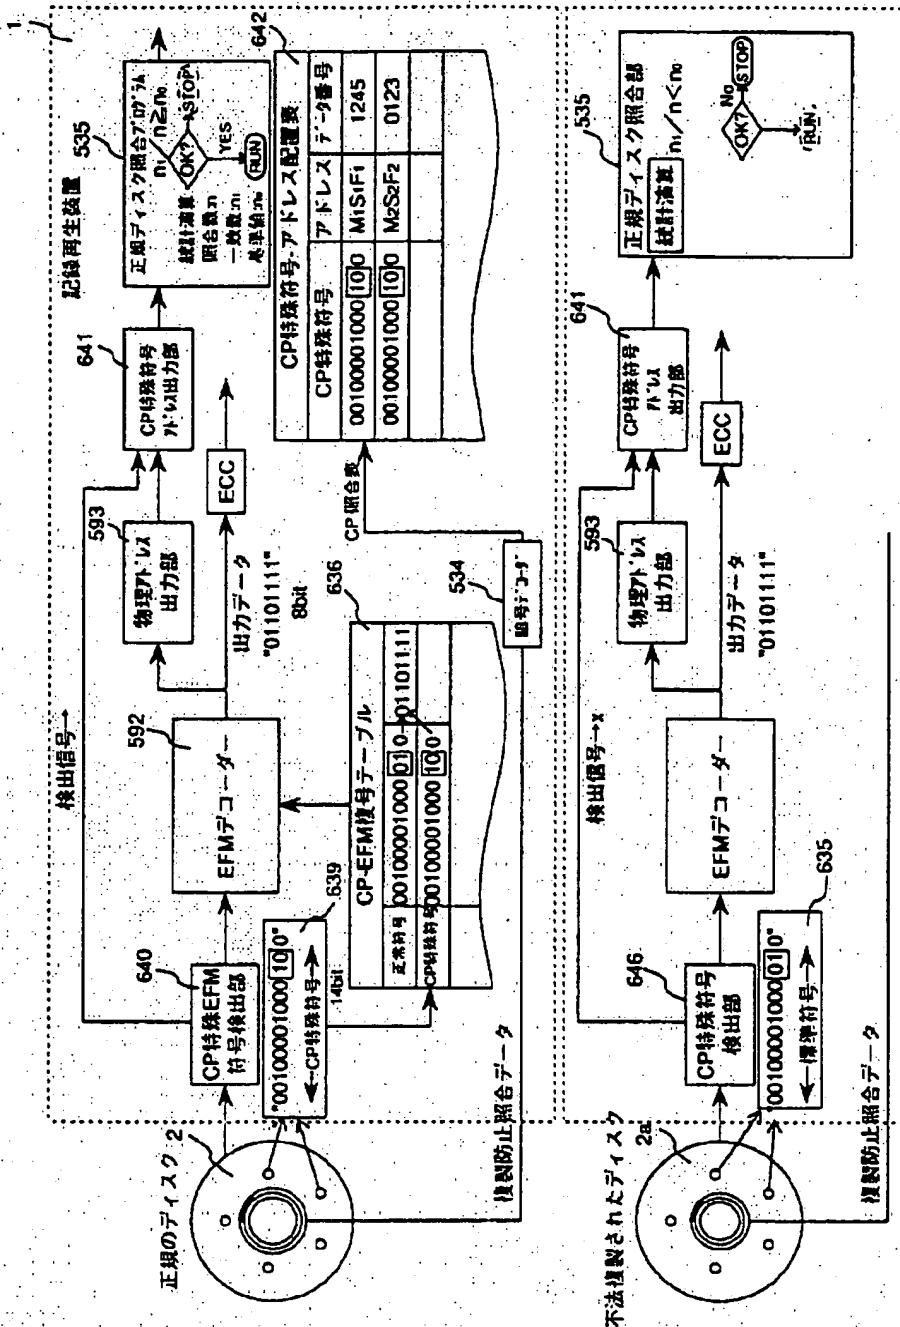 1
記録再生装置
正規のディスク
2
複製防止照合データ
640
CP特殊EFM
符号検出部
"00100001000100"
CP特殊符号
14bit
639
検出信号→
592
EFMデコーダー
CP-EFM復号テーブル
636
正常符号
00100001000010
01101111
CP特殊符号
00100001000100
593
物理アドレス
出力部
出力データ
"01101111"
8bit
ECC
534
暗号デコーダ
CP照合表
641
CP特殊符号
アドレス出力部
535
正規ディスク照合プログラム
n₁/n≥n₀
統計演算
照合数:n
一致数:n₁
基準値:n₀
OK?
STOP
YES
RUN
642
CP特殊符号-アドレス配置表
CP特殊符号
アドレス
データ番号
00100001000100
M1S1F1
1245
00100001000100
M2S2F2
0123
不法複製されたディスク
2a
複製防止照合データ
646
CP特殊符号
検出部
"00100001000010"
標準符号
635
検出信号→x
EFMデコーダー
593
物理アドレス
出力部
出力データ
"01101111"
ECC
641
CP特殊符号
アドレス
出力部
535
正規ディスク照合部
統計演算
n₁/n<n₀
OK?
No
STOP
RUN